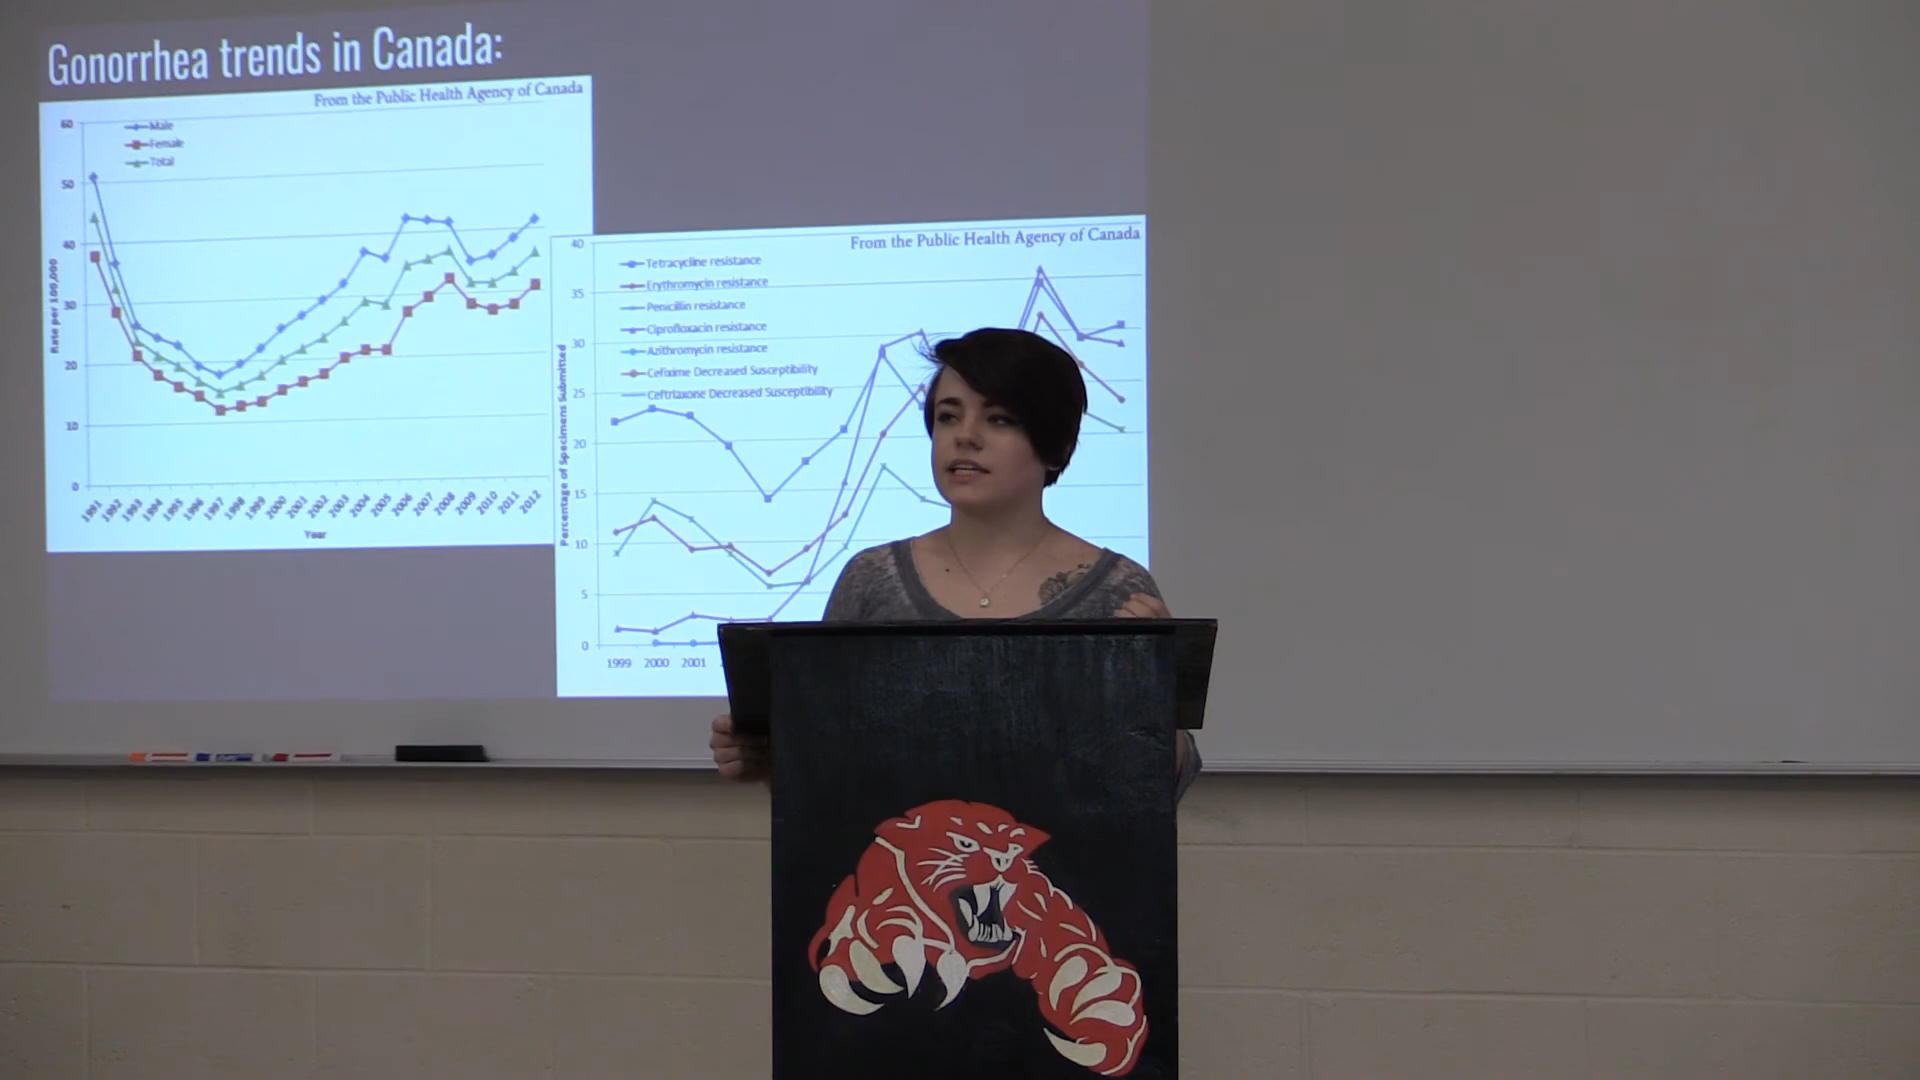 Gonorrhea trends in Canada:
From the Public Health Agency of Canada
60
Male
Female
Total
50
40
30
20
10
0
Rate per 100,000
1991 1992 1993 1994 1995 1996 1997 1998 1999 2000 2001 2002 2003 2004 2005 2006 2007 2008 2009 2010 2011 2012
Year
From the Public Health Agency of Canada
40
Tetracycline resistance
Erythromycin resistance
Penicillin resistance
Ciprofloxacin resistance
Azithromycin resistance
Cefixime Decreased Susceptibility
Ceftriaxone Decreased Susceptibility
35
30
25
20
15
10
5
0
Percentage of Specimens Submitted
1999 2000 2001